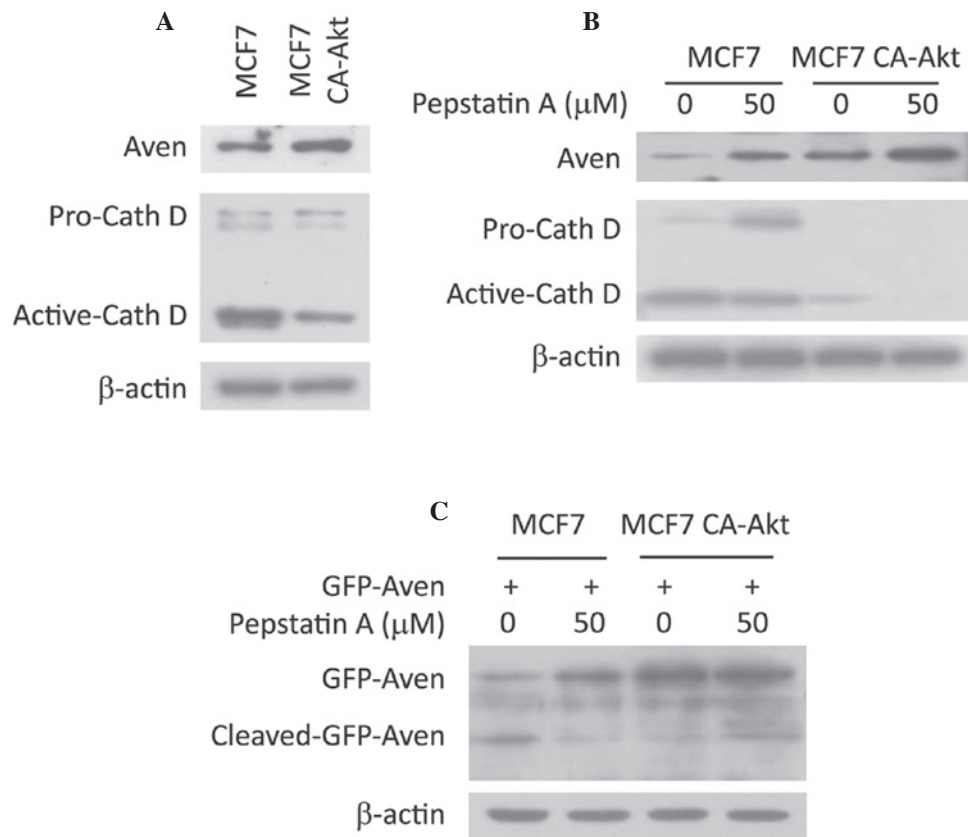 A
MCF7
MCF7
CA-Akt
Aven
Pro-Cath D
Active-Cath D
β-actin
B
MCF7 MCF7 CA-Akt
Pepstatin A (μM) 0 50 0 50
Aven
Pro-Cath D
Active-Cath D
β-actin
C
MCF7 MCF7 CA-Akt
GFP-Aven + + + +
Pepstatin A (μM) 0 50 0 50
GFP-Aven
Cleaved-GFP-Aven
β-actin